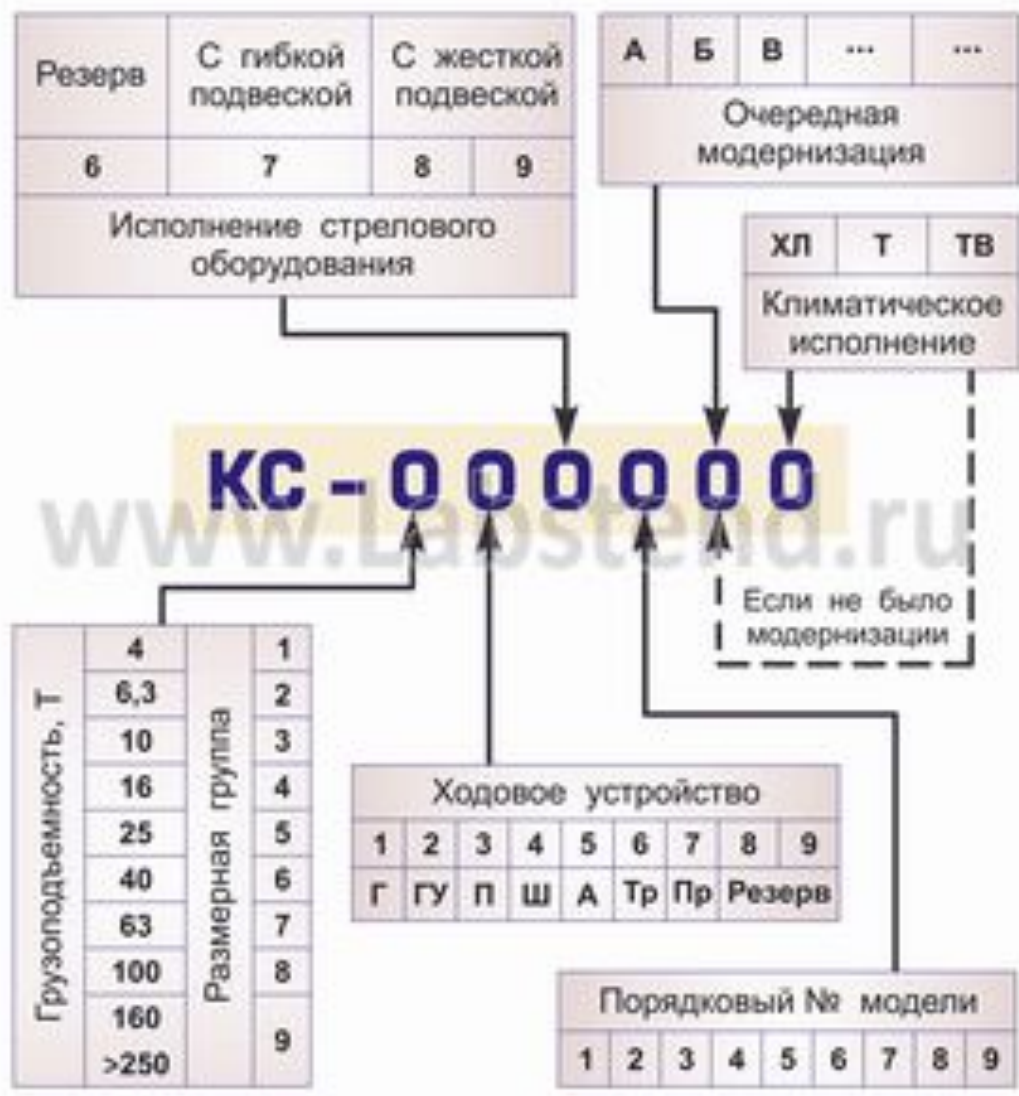 Резерв С гибкой подвеской С жесткой подвеской
6 7 8 9
Исполнение стрелового
оборудования
А Б В ... ...
Очередная
модернизация
ХЛ Т ТВ
Климатическое
исполнение
КС - 0 0 0 0 0 0
www.Labstend.ru
Если не было
модернизации
Грузоподъемность, Т
Размерная группа
4 1
6,3 2
10 3
16 4
25 5
40 6
63 7
100 8
160
>250 9
Ходовое устройство
1 2 3 4 5 6 7 8 9
Г ГУ П Ш А Тр Пр Резерв
Порядковый № модели
1 2 3 4 5 6 7 8 9